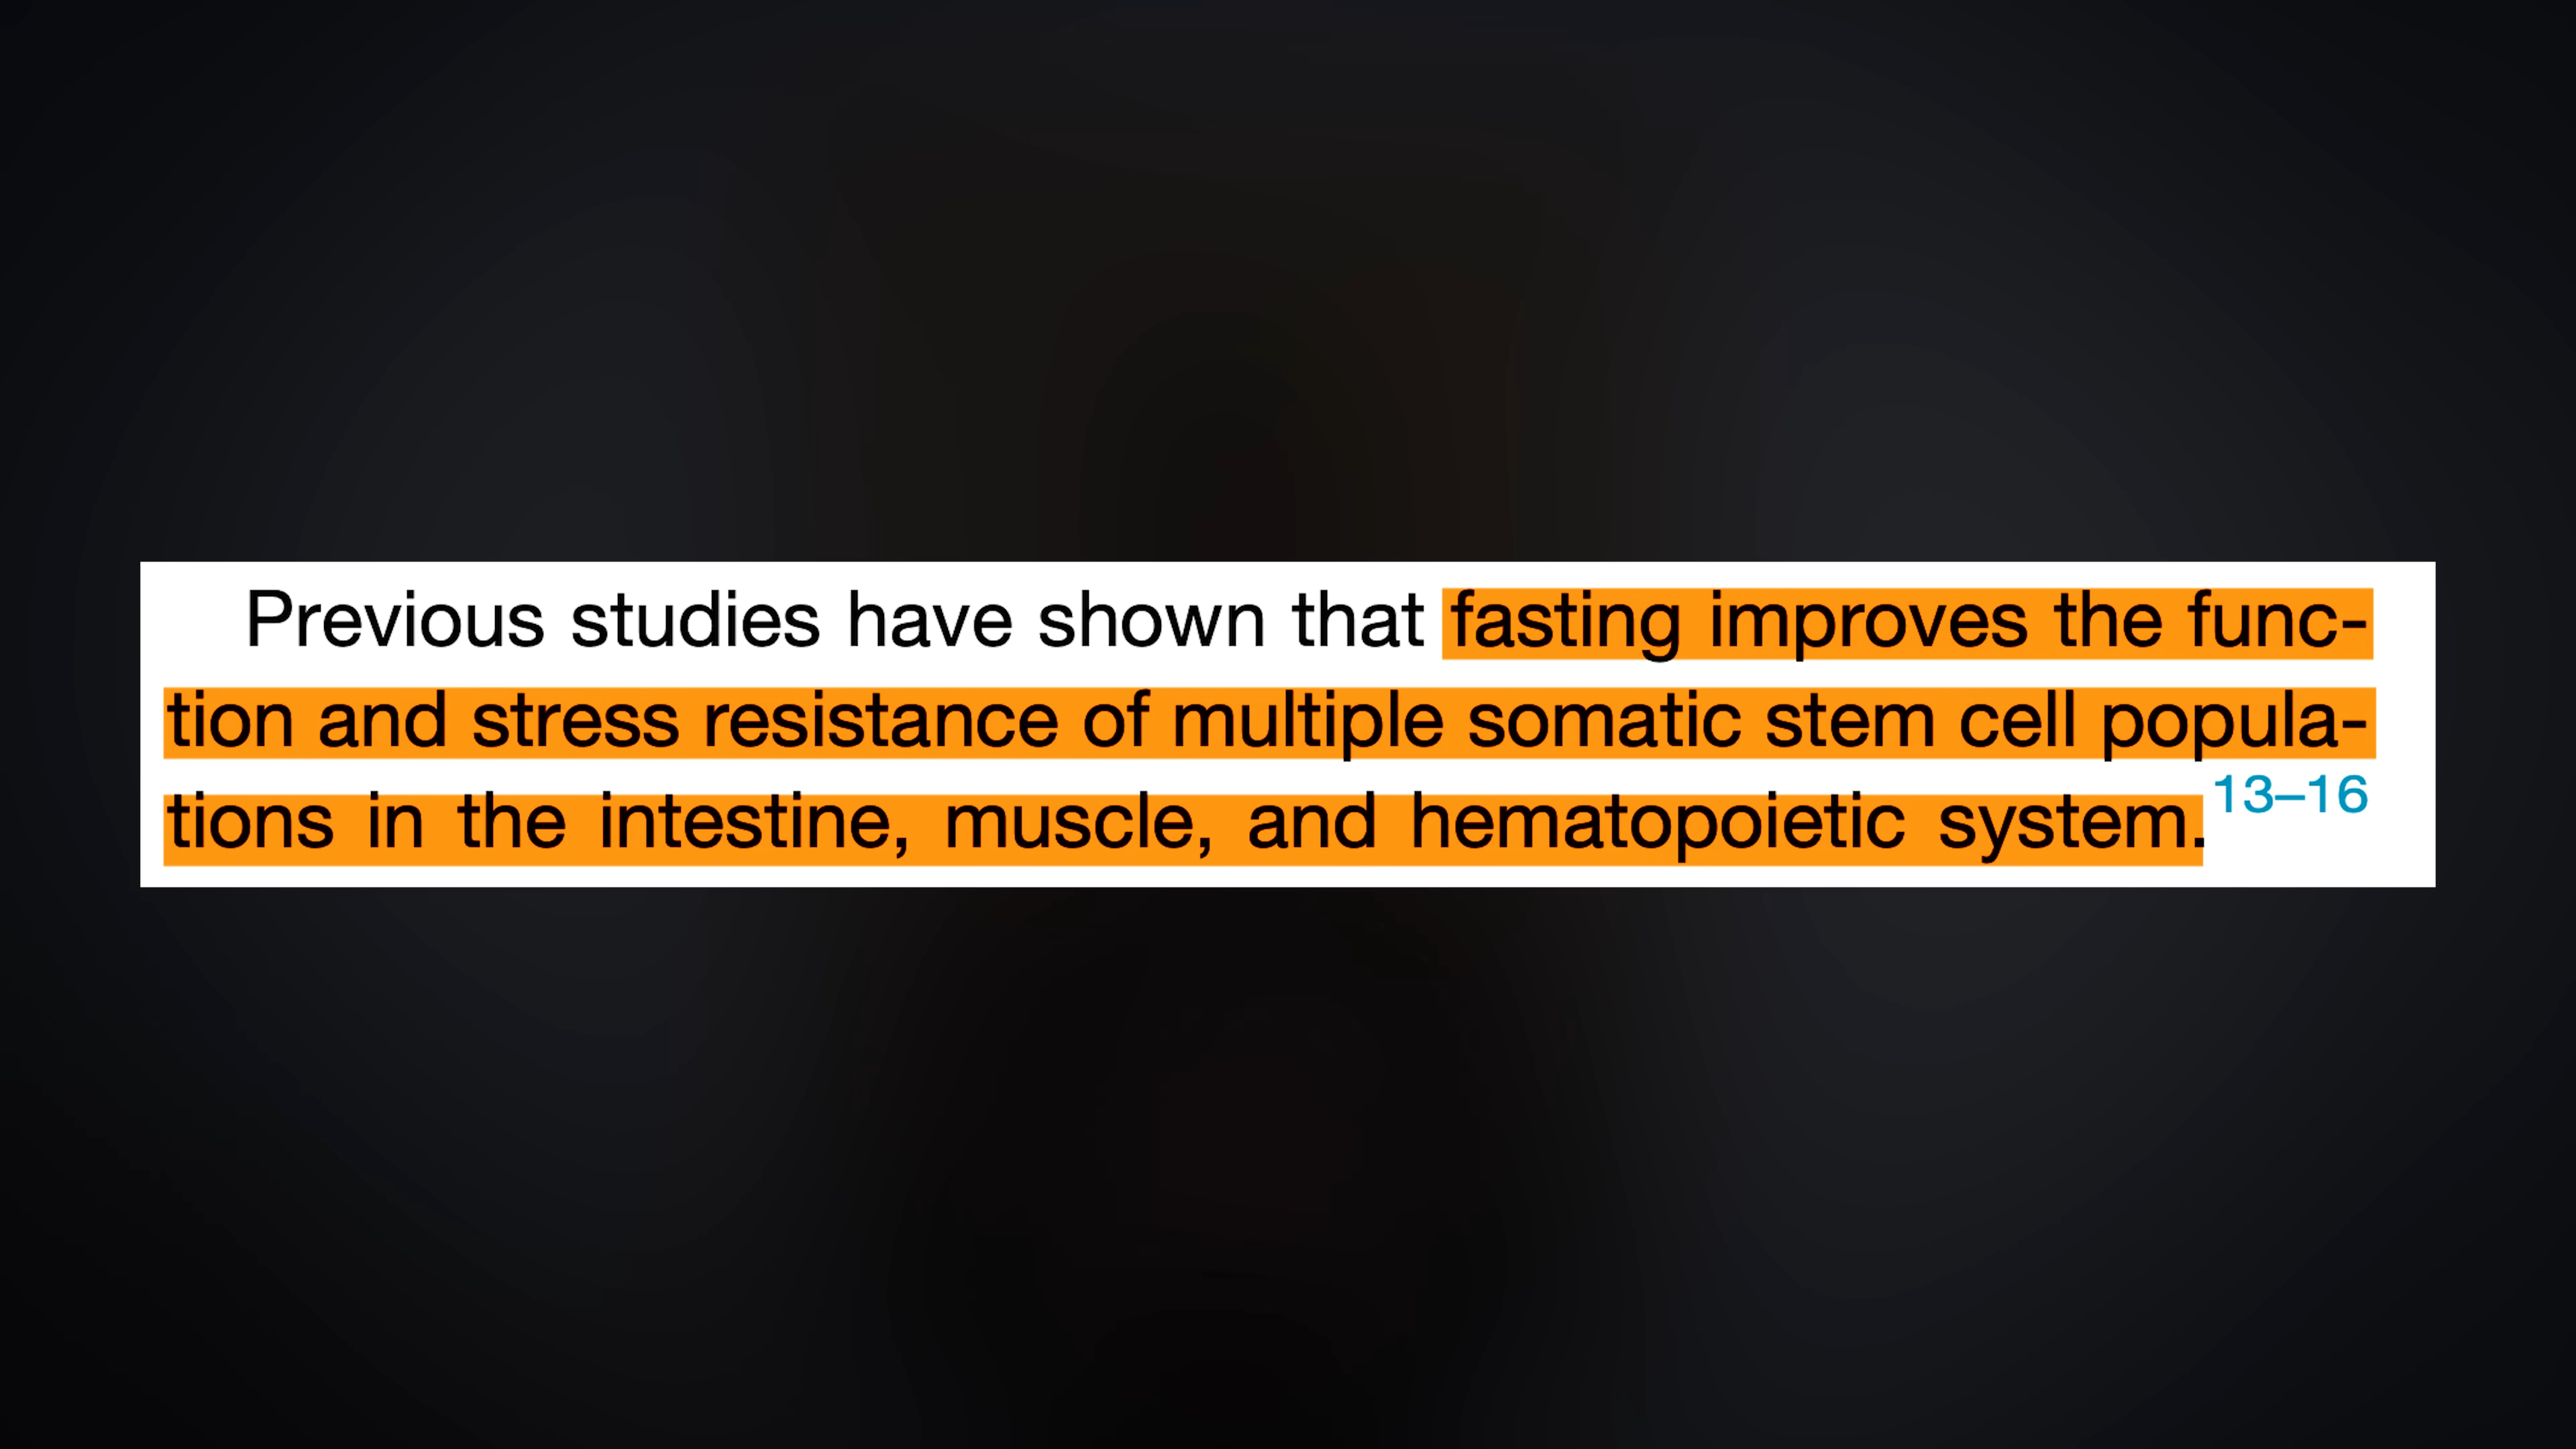 Previous studies have shown that fasting improves the func-
tion and stress resistance of multiple somatic stem cell popula-
tions in the intestine, muscle, and hematopoietic system.13–16